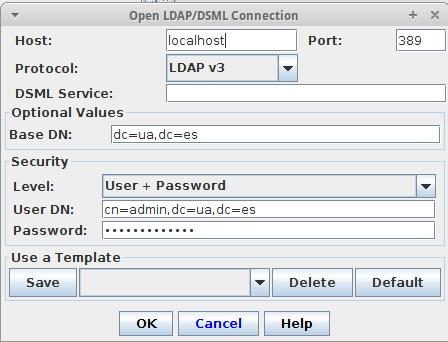 Open LDAP/DSML Connection
Host: localhost Port: 389
Protocol: LDAP v3
DSML Service:
Optional Values
Base DN: dc=ua,dc=es
Security
Level: User + Password
User DN: cn=admin,dc=ua,dc=es
Password: •••••••••••••
Use a Template
Save Delete Default
OK Cancel Help